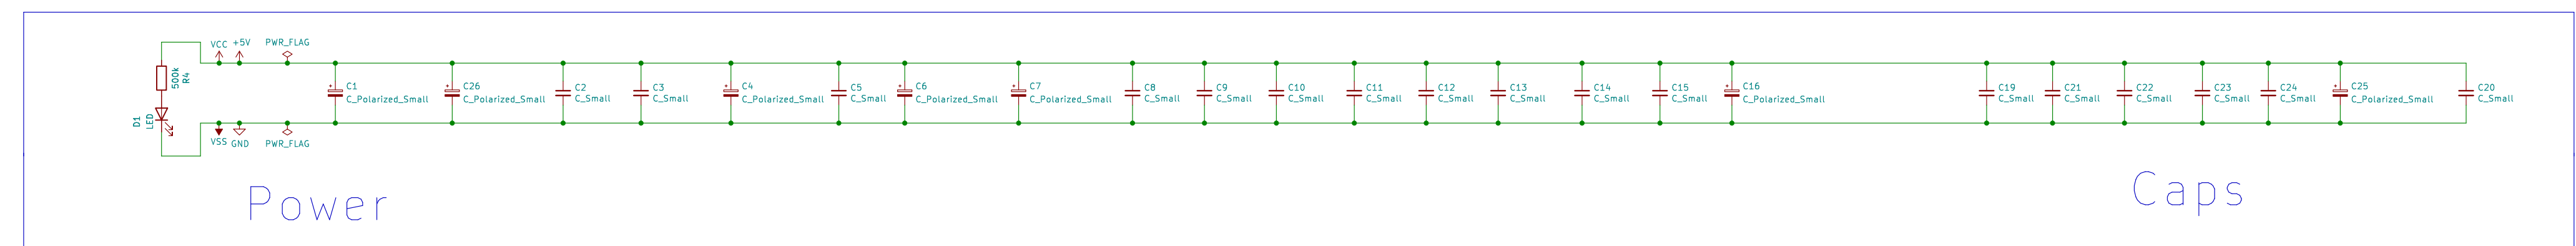 VCC +5V PWR_FLAG
500k
R4
D1
LED
VSS GND PWR_FLAG
C1
C_Polarized_Small
C26
C_Polarized_Small
C2
C_Small
C3
C_Small
C4
C_Polarized_Small
C5
C_Small
C6
C_Polarized_Small
C7
C_Polarized_Small
C8
C_Small
C9
C_Small
C10
C_Small
C11
C_Small
C12
C_Small
C13
C_Small
C14
C_Small
C15
C_Small
C16
C_Polarized_Small
C19
C_Small
C21
C_Small
C22
C_Small
C23
C_Small
C24
C_Small
C25
C_Polarized_Small
C20
C_Small
Power
Caps